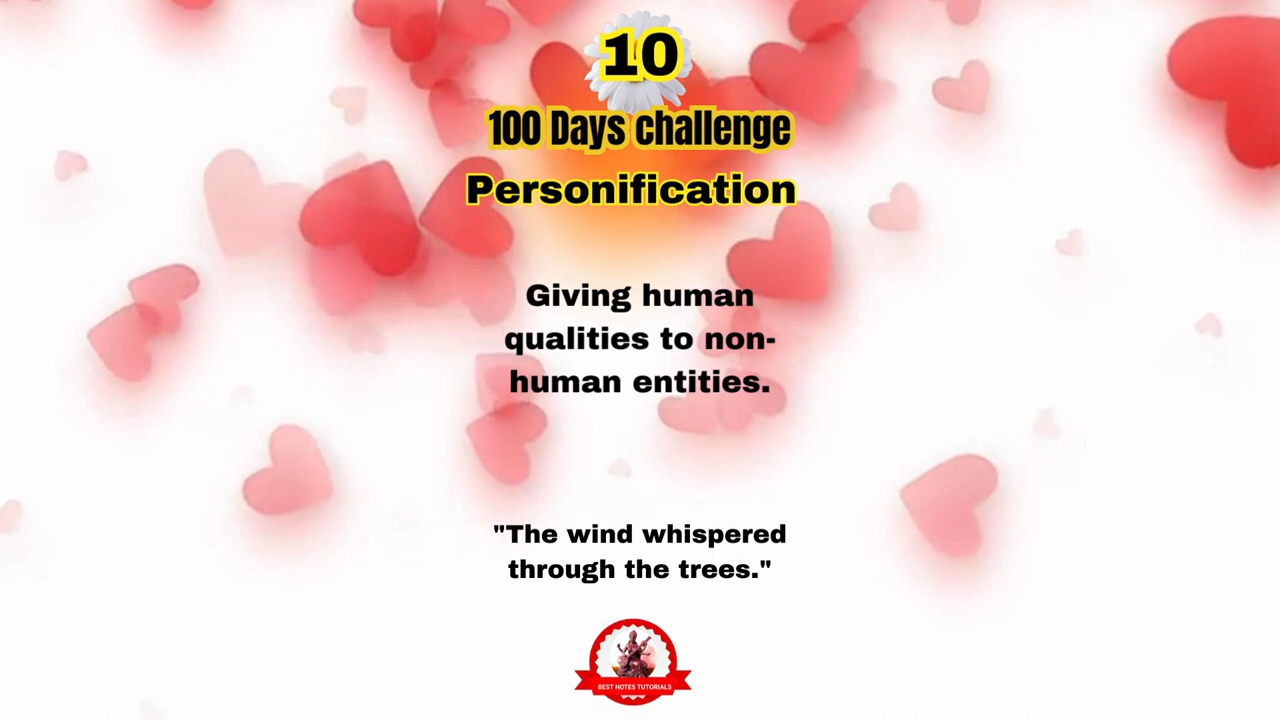 10
100 Days challenge
Personification
Giving human
qualities to non-
human entities.
"The wind whispered
through the trees."
BEST NOTES TUTORIALS